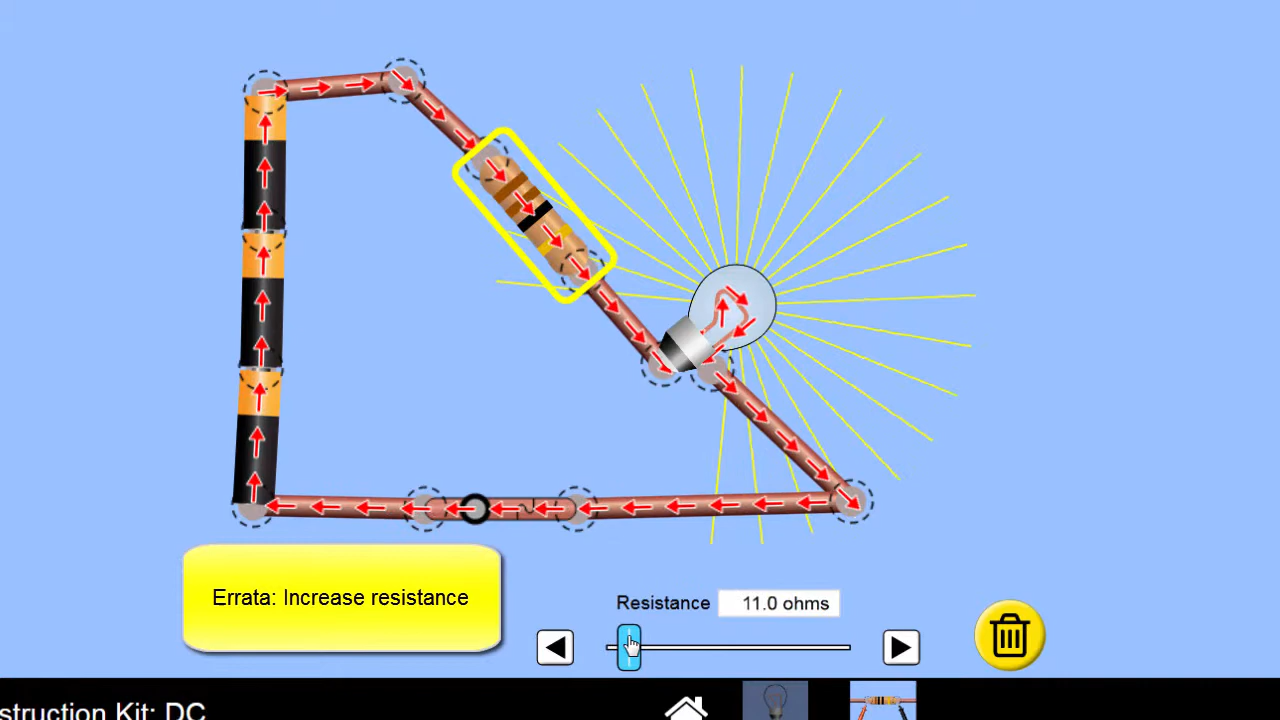 Errata: Increase resistance
Resistance 11.0 ohms
struction Kit: DC